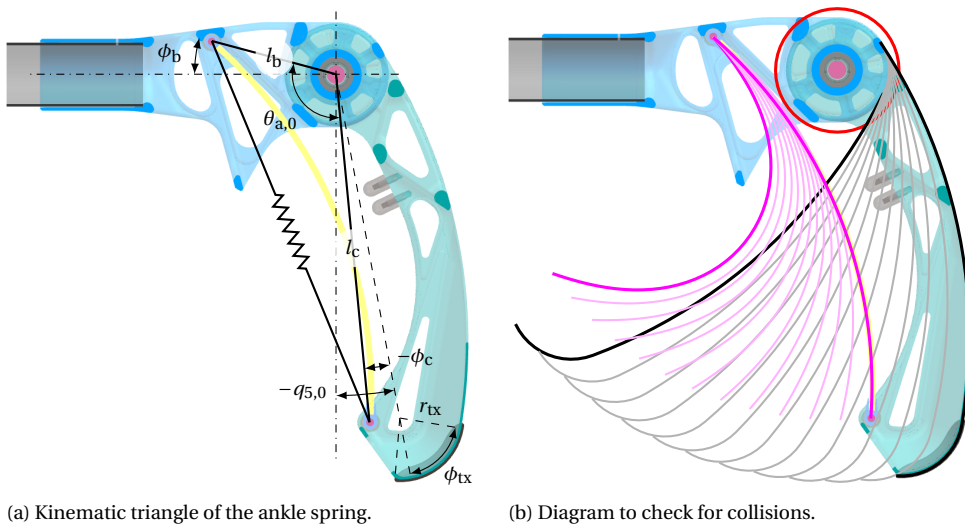 ϕb
lb
θa,0
lc
−ϕc
−q5,0
rtx
ϕtx
(a) Kinematic triangle of the ankle spring.
(b) Diagram to check for collisions.